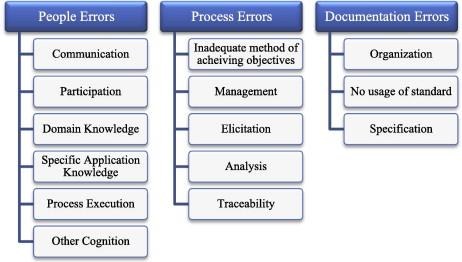 People Errors
Communication
Participation
Domain Knowledge
Specific Application
Knowledge
Process Execution
Other Cognition
Process Errors
Inadequate method of
acheiving objectives
Management
Elicitation
Analysis
Traceability
Documentation Errors
Organization
No usage of standard
Specification